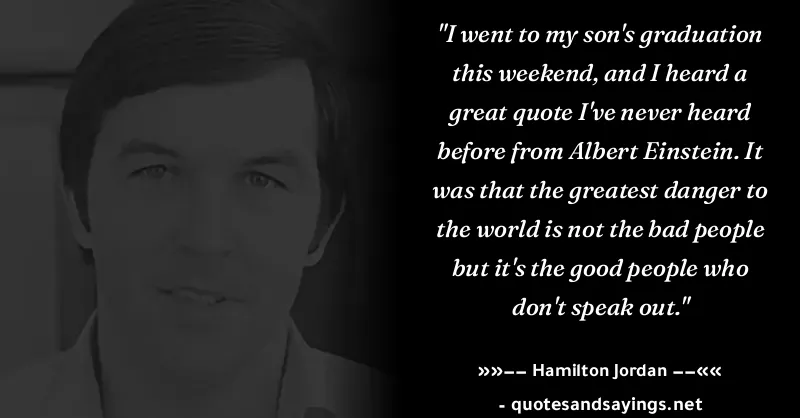 "I went to my son's graduation
this weekend, and I heard a
great quote I've never heard
before from Albert Einstein. It
was that the greatest danger to
the world is not the bad people
but it's the good people who
don't speak out."
»»–– Hamilton Jordan ––««
- quotesandsayings.net